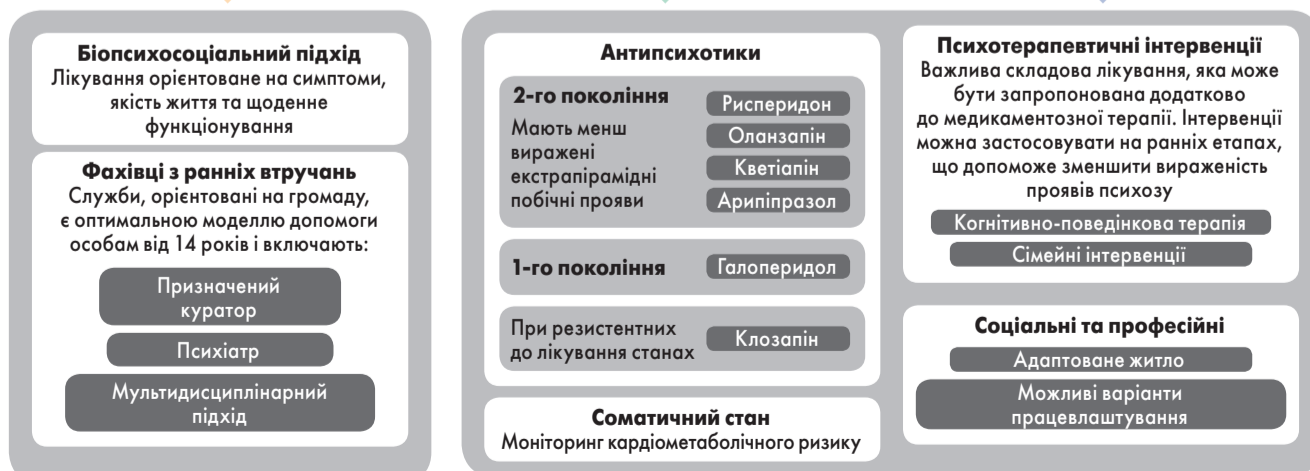 Біопсихосоціальний підхід
Лікування орієнтоване на симптоми,
якість життя та щоденне
функціонування
Фахівці з ранніх втручань
Служби, орієнтовані на громаду,
є оптимальною моделлю допомоги
особам від 14 років і включають:
Призначений
куратор
Психіатр
Мультидисциплінарний
підхід
Антипсихотики
2-го покоління
Мають менш
виражені
екстрапірамідні
побічні прояви
Рисперидон
Оланзапін
Кветіапін
Арипіпразол
1-го покоління
Галоперидол
При резистентних
до лікування станах
Клозапін
Соматичний стан
Моніторинг кардіометаболічного ризику
Психотерапевтичні інтервенції
Важлива складова лікування, яка може
бути запропонована додатково
до медикаментозної терапії. Інтервенції
можна застосовувати на ранніх етапах,
що допоможе зменшити вираженість
проявів психозу
Когнітивно-поведінкова терапія
Сімейні інтервенції
Соціальні та професійні
Адаптоване житло
Можливі варіанти
працевлаштування